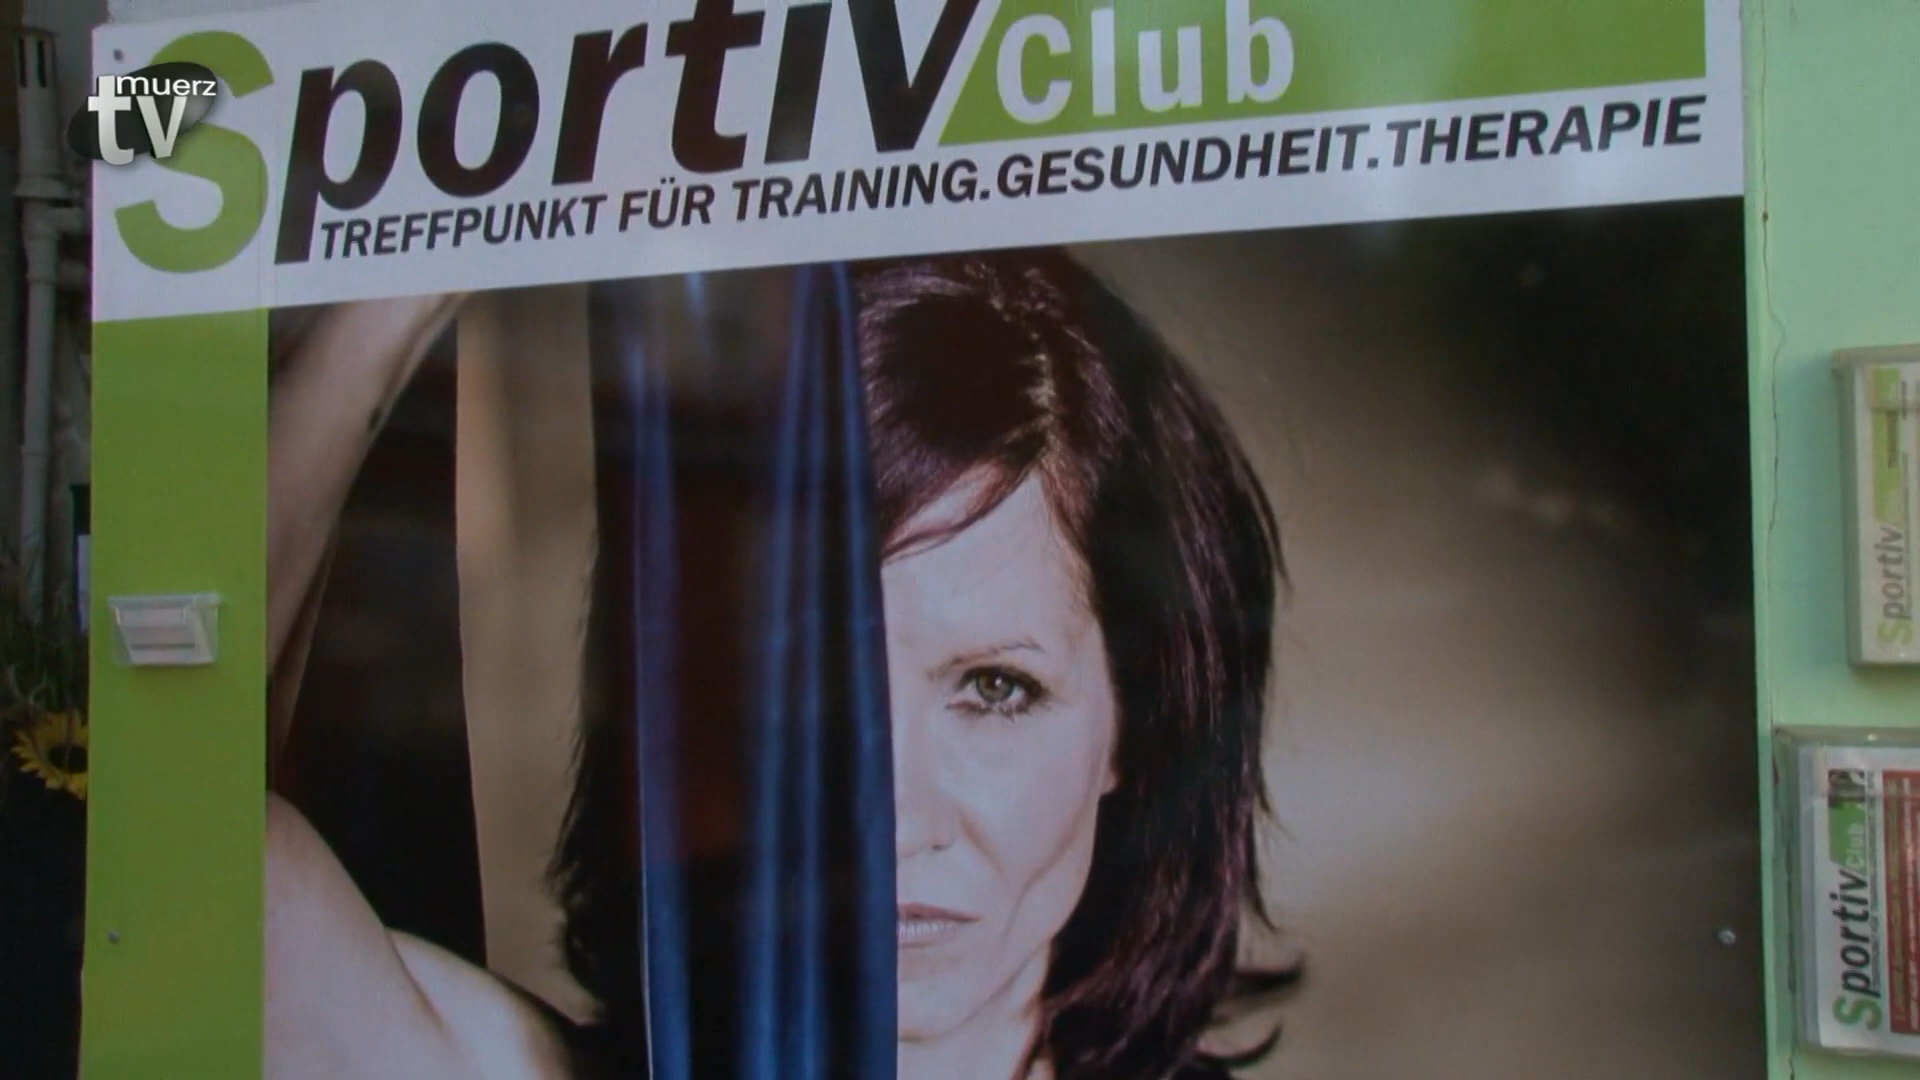 Sportiv Club
TREFFPUNKT FÜR TRAINING.GESUNDHEIT.THERAPIE
muerz
tv
Sportiv
Sportiv Club